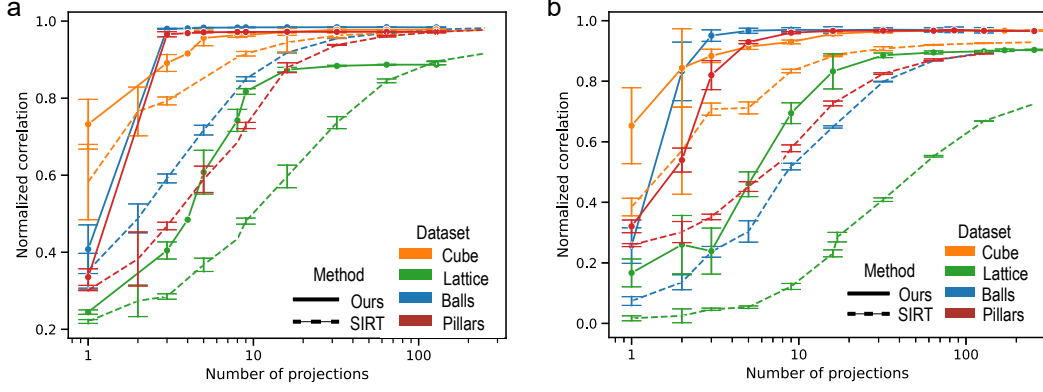 a
Normalized correlation
1.0
0.8
0.6
0.4
0.2
1
10
100
Number of projections
Method
Ours
SIRT
Dataset
Cube
Lattice
Balls
Pillars
b
Normalized correlation
1.0
0.8
0.6
0.4
0.2
0.0
1
10
100
Number of projections
Method
Ours
SIRT
Dataset
Cube
Lattice
Balls
Pillars